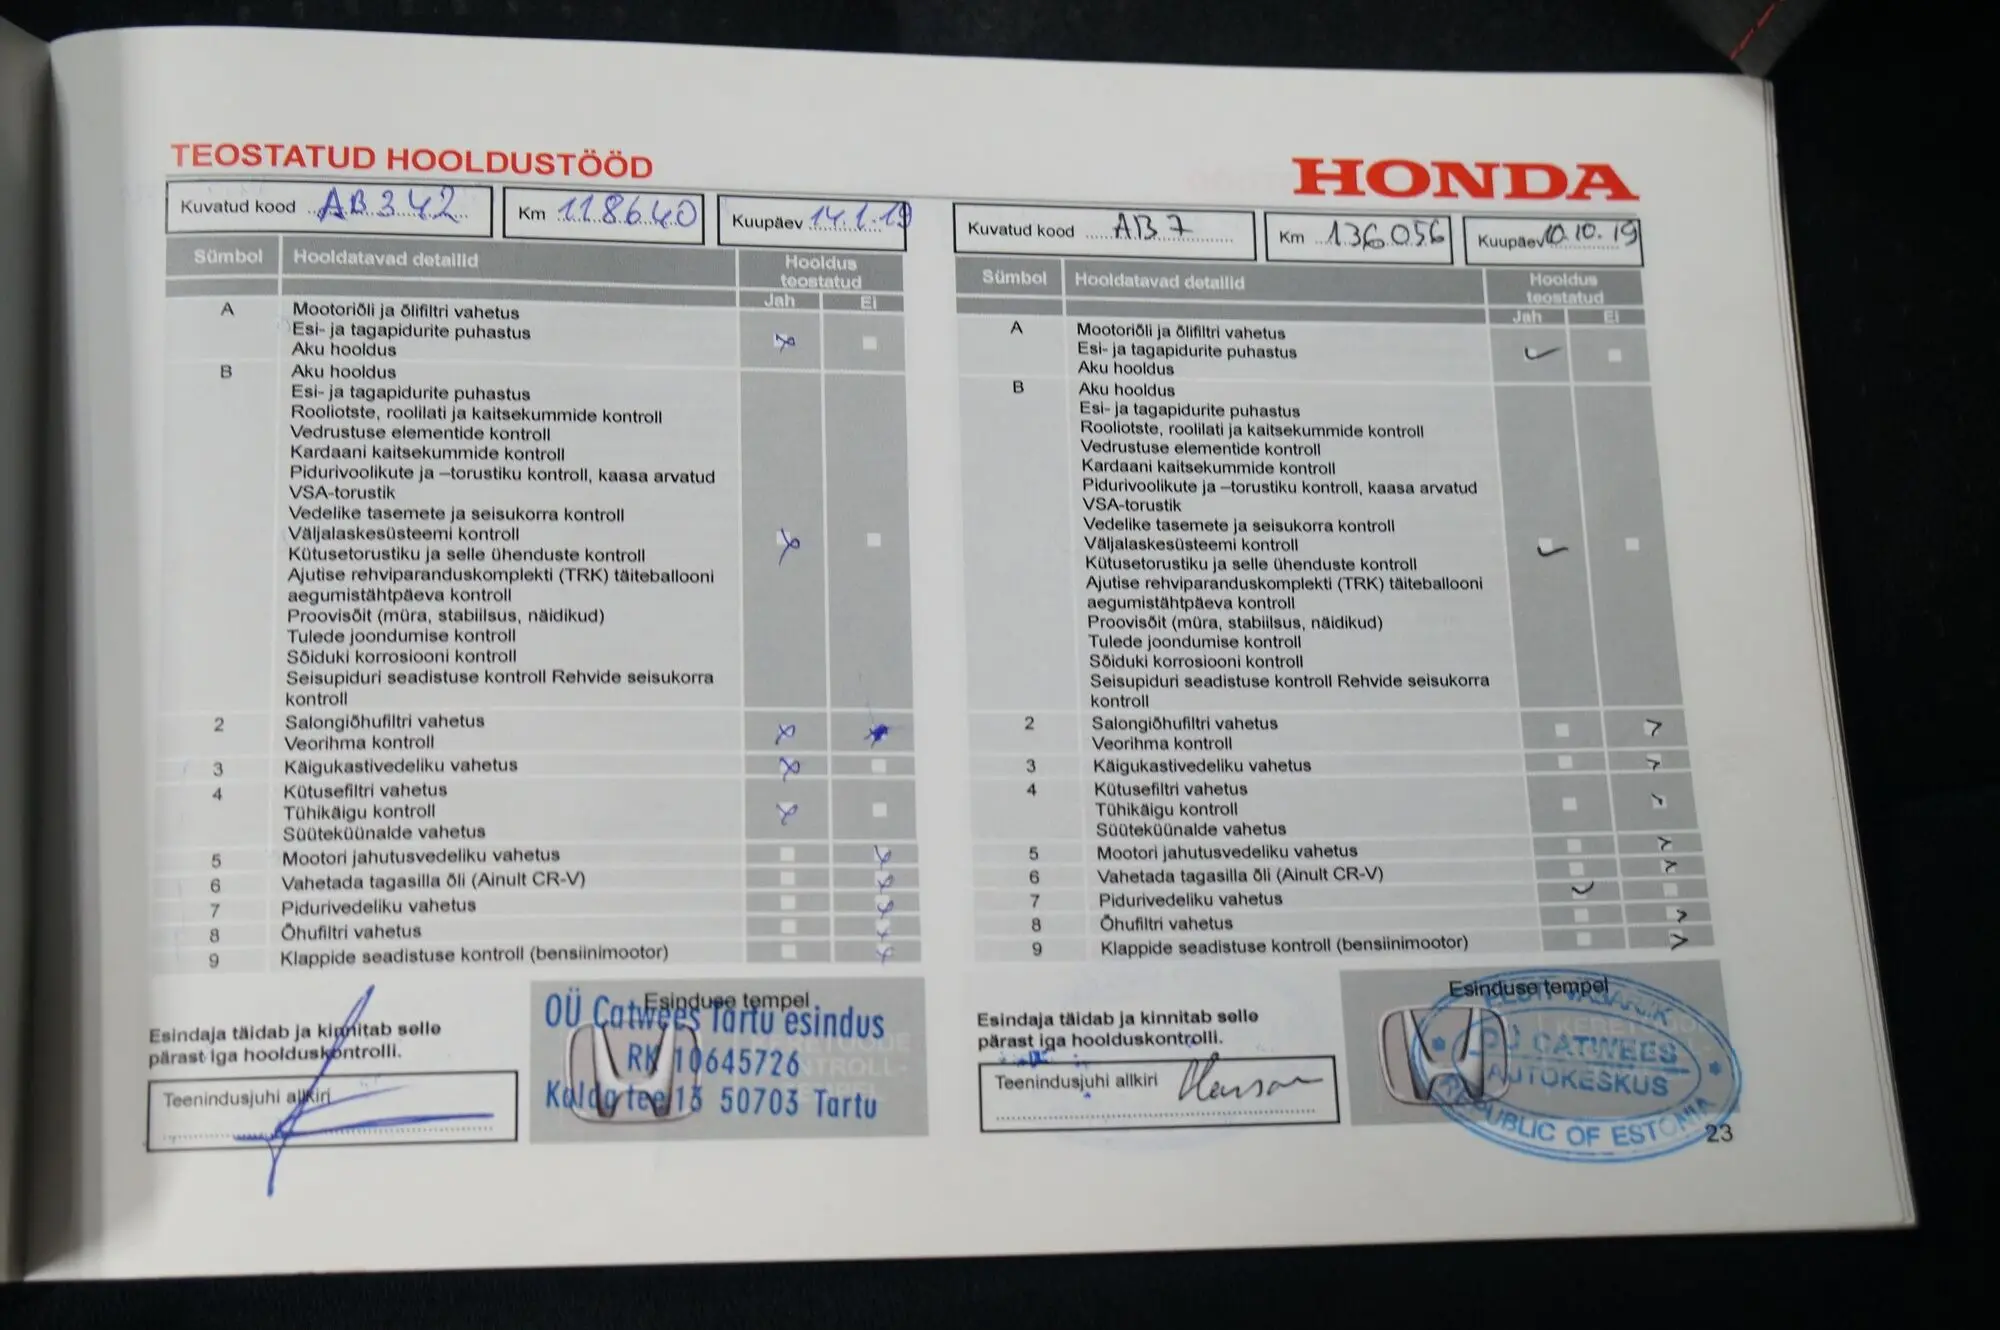 TEOSTATUD HOOLDUSTÖÖD
HONDA
Kuvatud kood AB342 Km 118640 Kuupäev 14.1.19
Sümbol Hooldatavad detailid Hooldus teostatud
Jah Ei
A Mootoriõli ja õlifiltri vahetus
Esi- ja tagapidurite puhastus
Aku hooldus
B Aku hooldus
Esi- ja tagapidurite puhastus
Rooliotste, roolilati ja kaitsekummide kontroll
Vedrustuse elementide kontroll
Kardaani kaitsekummide kontroll
Pidurivoolikute ja –torustiku kontroll, kaasa arvatud
VSA-torustik
Vedelike tasemete ja seisukorra kontroll
Väljalaskesüsteemi kontroll
Kütusetorustiku ja selle ühenduste kontroll
Ajutise rehviparanduskomplekti (TRK) täiteballooni
aegumistähtpäeva kontroll
Proovisõit (müra, stabiilsus, näidikud)
Tulede joondumise kontroll
Sõiduki korrosiooni kontroll
Seisupiduri seadistuse kontroll Rehvide seisukorra
kontroll
2 Salongiõhufiltri vahetus
Veorihma kontroll
3 Käigukastivedeliku vahetus
4 Kütusefiltri vahetus
Tühikäigu kontroll
Süüteküünalde vahetus
5 Mootori jahutusvedeliku vahetus
6 Vahetada tagasilla õli (Ainult CR-V)
7 Pidurivedeliku vahetus
8 Õhufiltri vahetus
9 Klappide seadistuse kontroll (bensiinimootor)
Esindaja täidab ja kinnitab selle
pärast iga hoolduskontrolli.
Teenindusjuhi allkiri
Esinduse tempel
OÜ Catwees Tartu esindus
RK 10645726
Kalda tee 13 50703 Tartu
Kuvatud kood AB7 Km 136056 Kuupäev 10.10.19
Sümbol Hooldatavad detailid Hooldus teostatud
Jah Ei
A Mootoriõli ja õlifiltri vahetus
Esi- ja tagapidurite puhastus
Aku hooldus
B Aku hooldus
Esi- ja tagapidurite puhastus
Rooliotste, roolilati ja kaitsekummide kontroll
Vedrustuse elementide kontroll
Kardaani kaitsekummide kontroll
Pidurivoolikute ja –torustiku kontroll, kaasa arvatud
VSA-torustik
Vedelike tasemete ja seisukorra kontroll
Väljalaskesüsteemi kontroll
Kütusetorustiku ja selle ühenduste kontroll
Ajutise rehviparanduskomplekti (TRK) täiteballooni
aegumistähtpäeva kontroll
Proovisõit (müra, stabiilsus, näidikud)
Tulede joondumise kontroll
Sõiduki korrosiooni kontroll
Seisupiduri seadistuse kontroll Rehvide seisukorra
kontroll
2 Salongiõhufiltri vahetus
Veorihma kontroll
3 Käigukastivedeliku vahetus
4 Kütusefiltri vahetus
Tühikäigu kontroll
Süüteküünalde vahetus
5 Mootori jahutusvedeliku vahetus
6 Vahetada tagasilla õli (Ainult CR-V)
7 Pidurivedeliku vahetus
8 Õhufiltri vahetus
9 Klappide seadistuse kontroll (bensiinimootor)
Esindaja täidab ja kinnitab selle
pärast iga hoolduskontrolli.
Teenindusjuhi allkiri
Esinduse tempel
EESTI VABARIIK
OÜ CATWEES
AUTOKESKUS
REPUBLIC OF ESTONIA
23